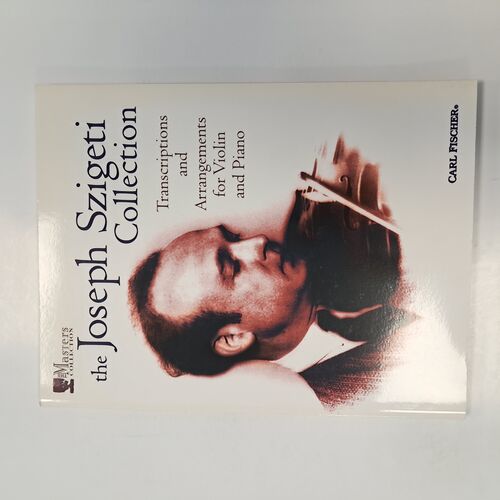 Masters
COLLECTION
the Joseph Szigeti
Collection
Transcriptions
and
Arrangements
for Violin
and Piano
CARL FISCHER®